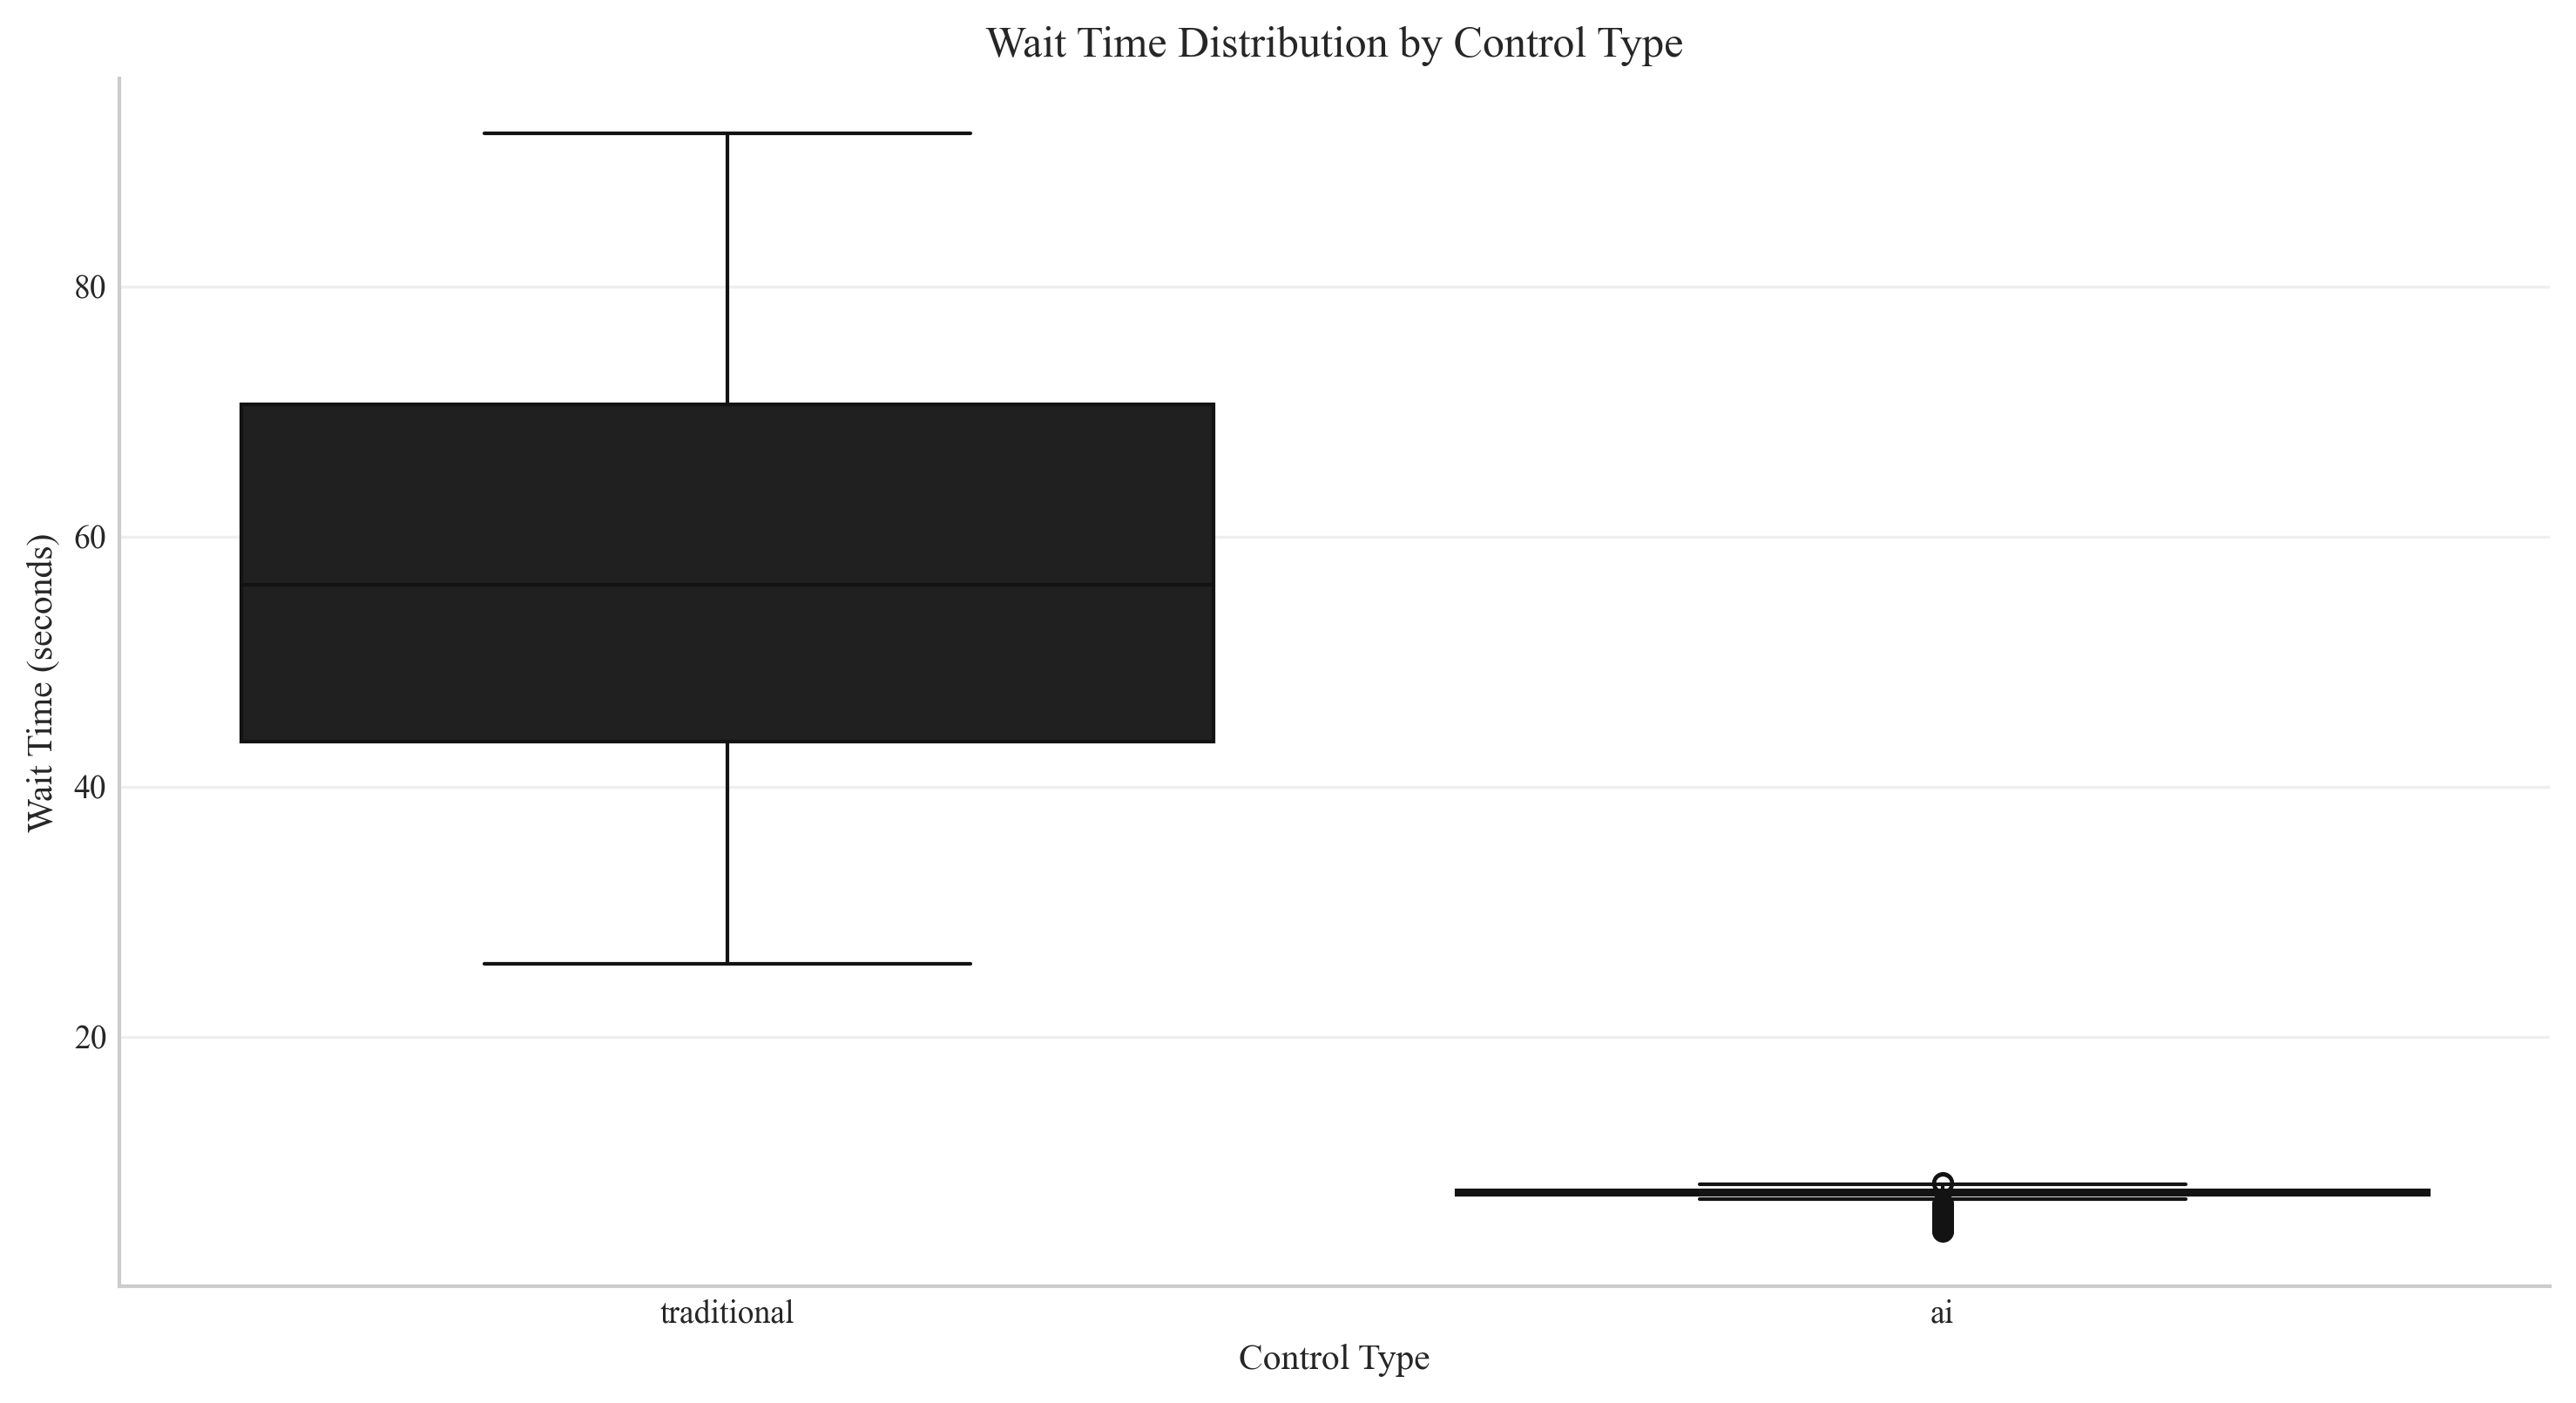 Wait Time Distribution by Control Type
Wait Time (seconds)
80
60
40
20
traditional
ai
Control Type